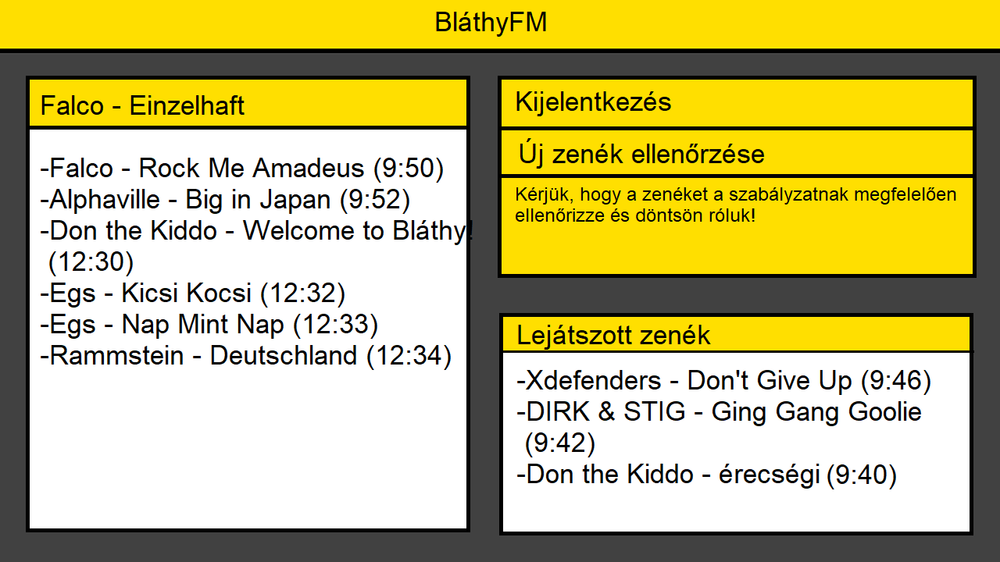 BláthyFM
Falco - Einzelhaft
-Falco - Rock Me Amadeus (9:50)
-Alphaville - Big in Japan (9:52)
-Don the Kiddo - Welcome to Bláthy!
(12:30)
-Egs - Kicsi Kocsi (12:32)
-Egs - Nap Mint Nap (12:33)
-Rammstein - Deutschland (12:34)
Kijelentkezés
Új zenék ellenőrzése
Kérjük, hogy a zenéket a szabályzatnak megfelelően
ellenőrizze és döntsön róluk!
Lejátszott zenék
-Xdefenders - Don't Give Up (9:46)
-DIRK & STIG - Ging Gang Goolie
(9:42)
-Don the Kiddo - érecségi (9:40)